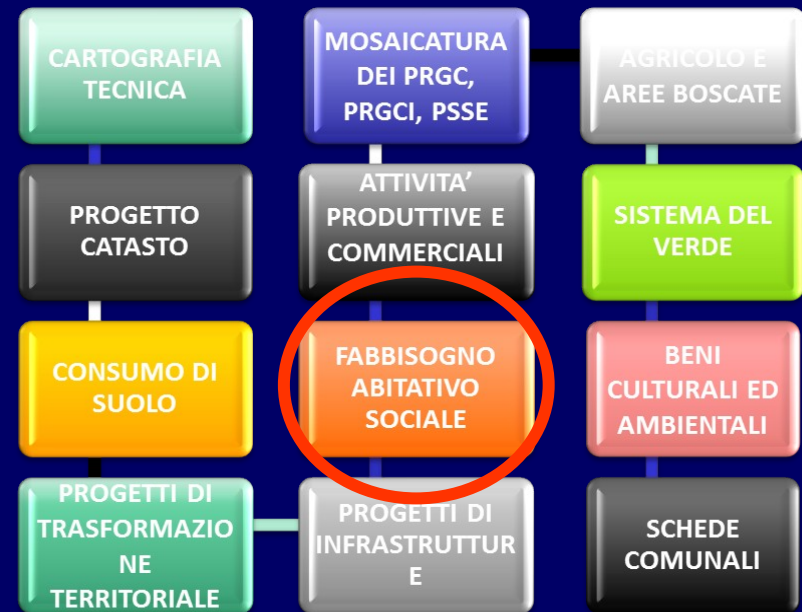 CARTOGRAFIA
TECNICA
MOSAICATURA
DEI PRGC,
PRGCI, PSSE
AGRICOLO E
AREE BOSCATE
PROGETTO
CATASTO
ATTIVITA’
PRODUTTIVE E
COMMERCIALI
SISTEMA DEL
VERDE
CONSUMO DI
SUOLO
FABBISOGNO
ABITATIVO
SOCIALE
BENI
CULTURALI ED
AMBIENTALI
PROGETTI DI
TRASFORMAZIO
NE
TERRITORIALE
PROGETTI DI
INFRASTRUTTUR
E
SCHEDE
COMUNALI